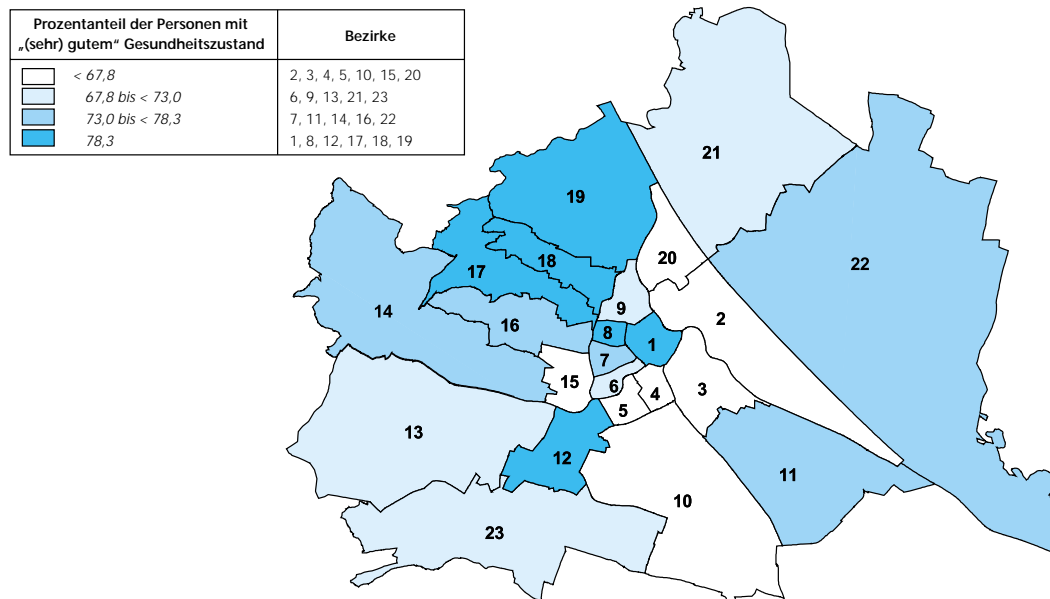 Prozentanteil der Personen mit
„(sehr) gutem“ Gesundheitszustand
Bezirke
< 67,8
2, 3, 4, 5, 10, 15, 20
67,8 bis < 73,0
6, 9, 13, 21, 23
73,0 bis < 78,3
7, 11, 14, 16, 22
78,3
1, 8, 12, 17, 18, 19
21
19
20
18
22
17
9
14
2
16
8
1
7
15
6
3
4
5
13
12
11
10
23